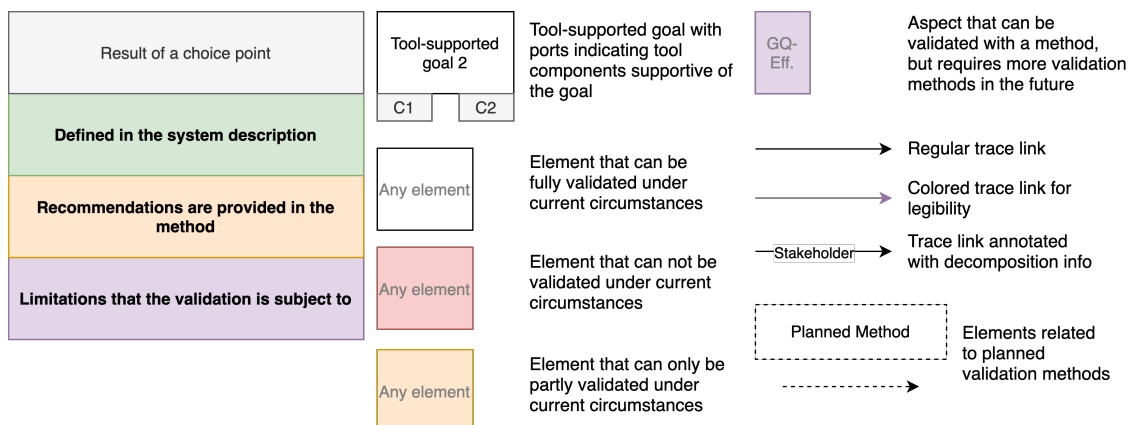 Result of a choice point
Defined in the system description
Recommendations are provided in the
method
Limitations that the validation is subject to
Tool-supported
goal 2
C1
C2
Tool-supported goal with
ports indicating tool
components supportive of
the goal
Any element
Element that can be
fully validated under
current circumstances
Any element
Element that can not be
validated under current
circumstances
Any element
Element that can only be
partly validated under
current circumstances
GQ-
Eff.
Aspect that can be
validated with a method,
but requires more validation
methods in the future
Regular trace link
Colored trace link for
legibility
Stakeholder
Trace link annotated
with decomposition info
Planned Method
Elements related
to planned
validation methods